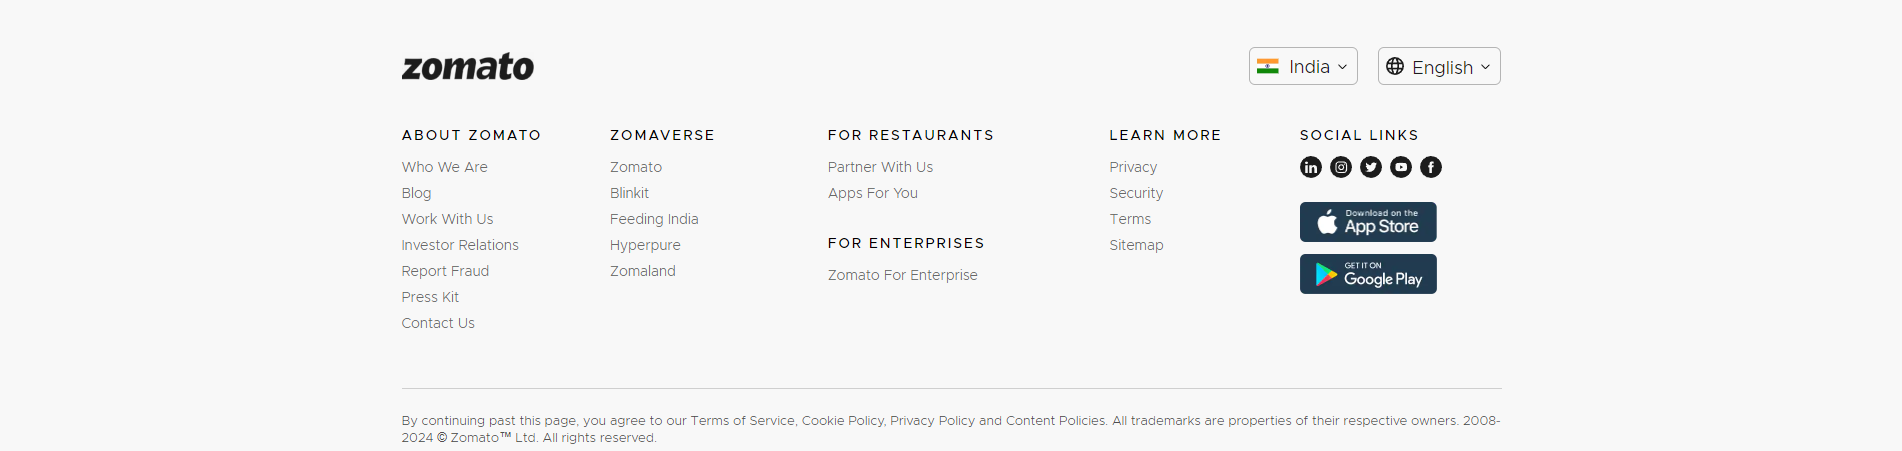 zomato
India
English
ABOUT ZOMATO
Who We Are
Blog
Work With Us
Investor Relations
Report Fraud
Press Kit
Contact Us
ZOMAVERSE
Zomato
Blinkit
Feeding India
Hyperpure
Zomaland
FOR RESTAURANTS
Partner With Us
Apps For You
FOR ENTERPRISES
Zomato For Enterprise
LEARN MORE
Privacy
Security
Terms
Sitemap
SOCIAL LINKS
Download on the
App Store
GET IT ON
Google Play
By continuing past this page, you agree to our Terms of Service, Cookie Policy, Privacy Policy and Content Policies. All trademarks are properties of their respective owners. 2008-
2024 © Zomato™ Ltd. All rights reserved.